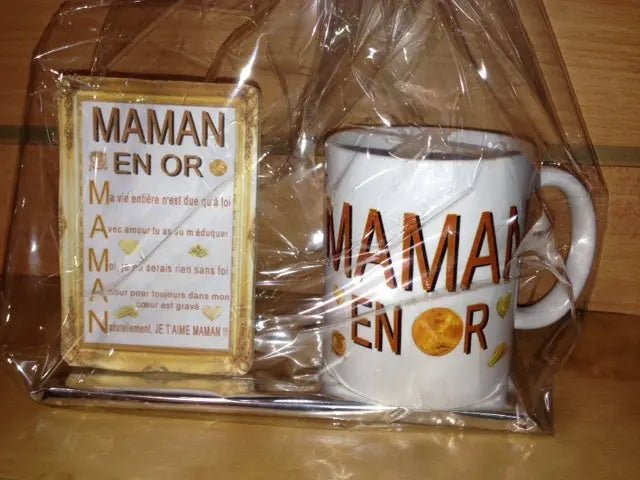 MAMAN
EN OR
Ma vie entière n'est due qu'à toi
Avec amour tu as su m'éduquer
Moi, je ne serais rien sans toi
Amour pour toujours dans mon
cœur est gravé
Naturellement, JE T'AIME MAMAN !!!
MAMAN
EN OR